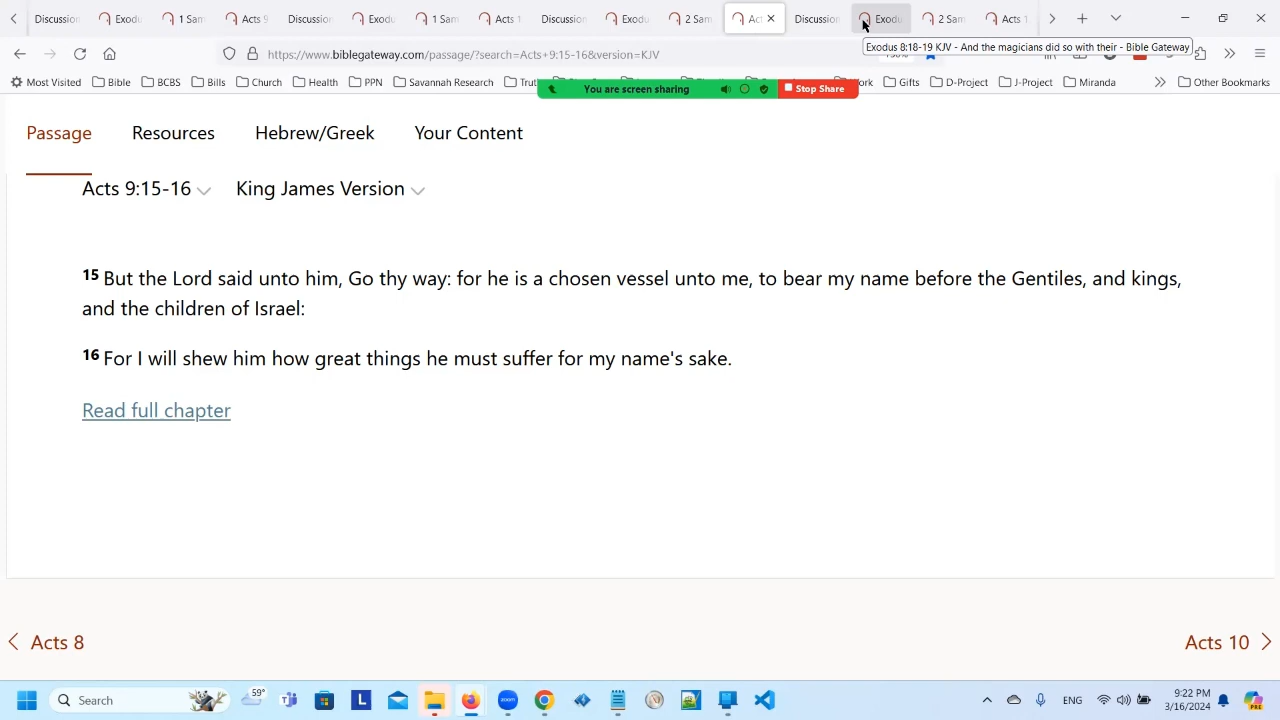 Discussion Exodu 1 Sam Acts 9 Discussion Exodu 1 Sam Acts 1 Discussion Exodu 2 Sam Ac Discussion Exodu 2 Sam Acts 1
https://www.biblegateway.com/passage/?search=Acts+9:15-16&version=KJV
Exodus 8:18-19 KJV - And the magicians did so with their - Bible Gateway
Most Visited Bible BCBS Bills Church Health PPN Savannah Research Trut ork Gifts D-Project J-Project Miranda Other Bookmarks
You are screen sharing Stop Share
Passage Resources Hebrew/Greek Your Content
Acts 9:15-16 King James Version
15 But the Lord said unto him, Go thy way: for he is a chosen vessel unto me, to bear my name before the Gentiles, and kings,
and the children of Israel:
16 For I will shew him how great things he must suffer for my name's sake.
Read full chapter
Acts 8 Acts 10
Search 59° zoom ENG 9:22 PM
3/16/2024 PRE